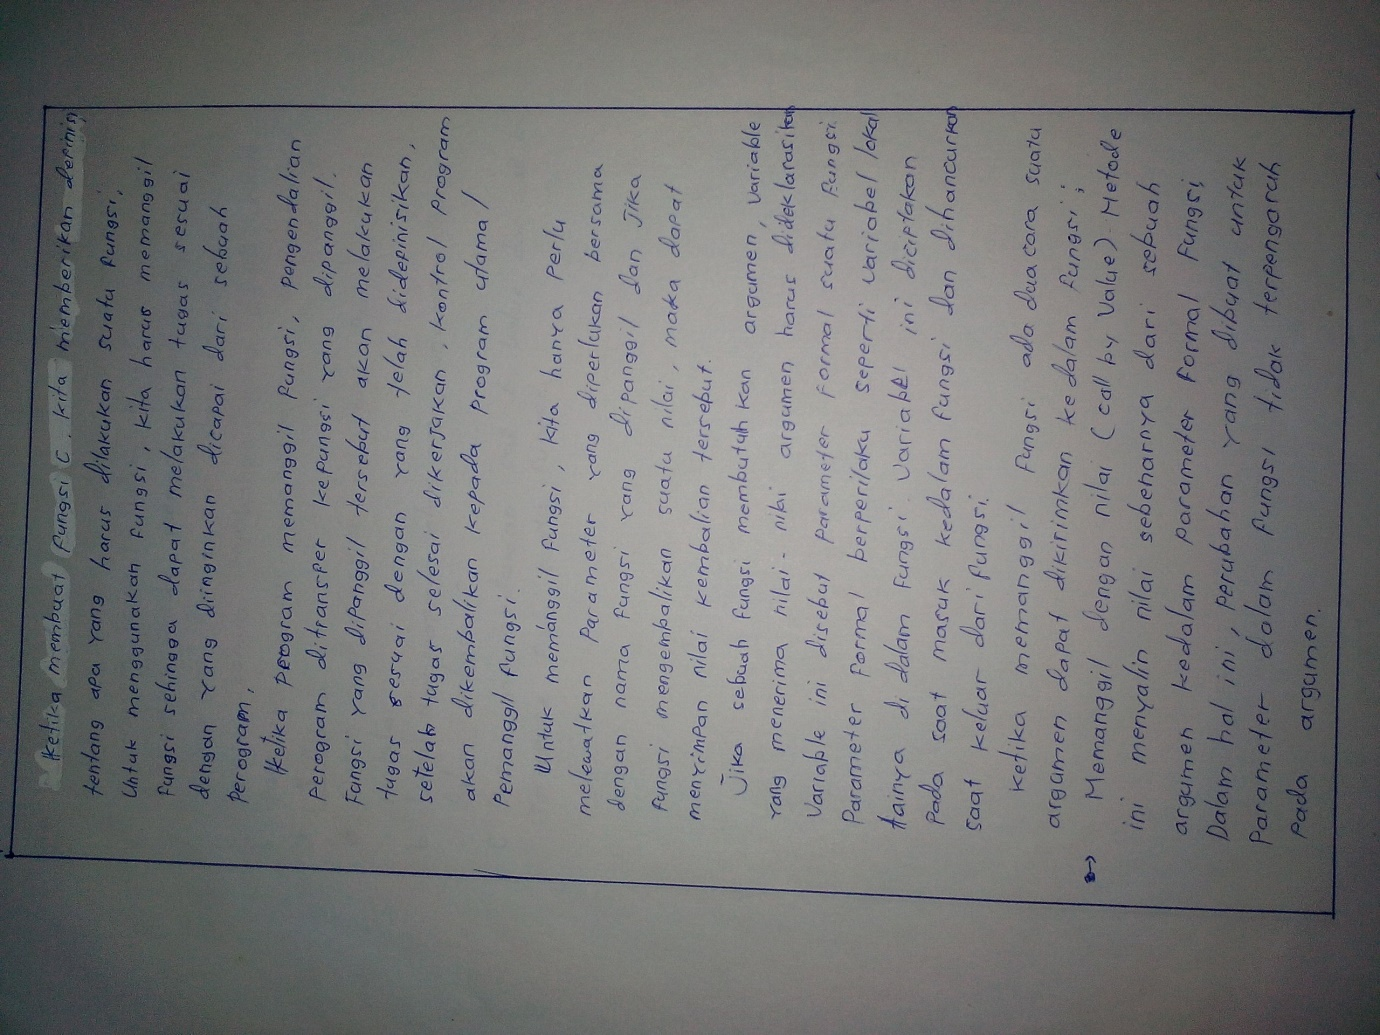 Ketika membuat fungsi C. kita memberikan depinisi,
tentang apa yang harus dilakukan suatu fungsi,
Untuk menggunakan fungsi, kita harus memanggil
fungsi sehingga dapat melakukan tugas sesuai
dengan yang diinginkan dicapai dari sebuah
perogram,
Ketika program memanggil fungsi, pengendalian
perogram ditransper kepungsi yang dipanggil.
Fungsi yang dipanggil tersebut akan melakukan
tugas sesuai dengan yang telah didepinisikan,
setelah tugas selesai dikerjakan, kontrol program
akan dikembalikan kepada program utama/
Pemanggl fungsi.
Untuk memanggil fungsi, kita hanya perlu
melewatkan Parameter yang diperlukan bersama
dengan nama fungsi yang dipanggil dan jika
fungsi mengembalikan suatu nilai, maka dapat
menyimpan nilai kembalian tersebut.
Jika sebuah fungsi membutuhkan argumen, variable
yang menerima nilai-nilai argumen harus dideklarasikan
Variable ini disebut parameter formal suatu fungsi.
Parameter formal berperilaku seperti variabel lokal
lainya di dalam fungsi. variabel ini diciptakan
Pada saat masuk kedalam fungsi dan dihancurkan
saat keluar dari fungsi.
ketika memanggil fungsi ada dua cara suatu
argumen dapat dikirimkan kedalam fungsi;
→ Memanggil dengan nilai (call by value). Metode
ini menyalin nilai sebenarnya dari sebuah
argumen kedalam parameter formal fungsi,
Dalam hal ini, perubahan yang dibuat untuk
Parameter dalam fungsi tidak terpengaruh
pada argumen.